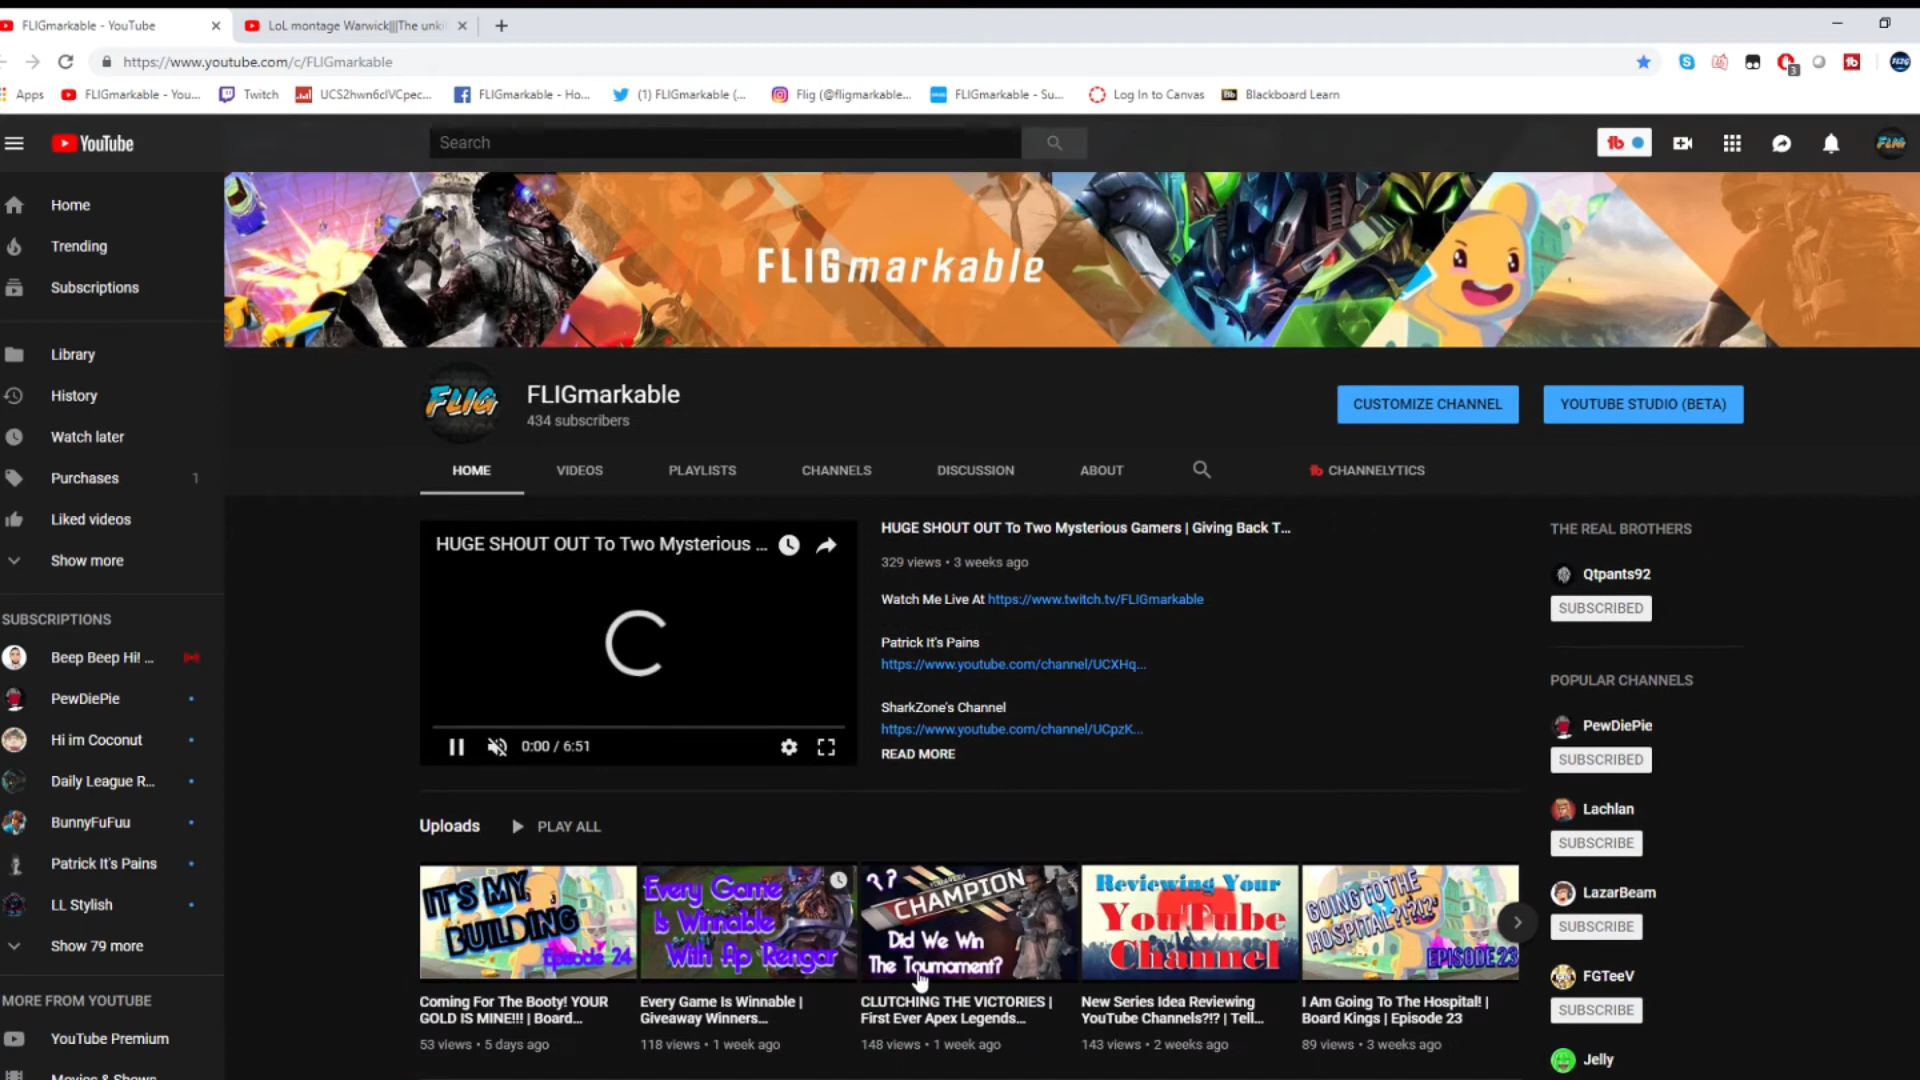 FLIGmarkable - YouTube
LoL montage Warwick|||The unki
https://www.youtube.com/c/FLIGmarkable
3
Apps
FLIGmarkable - You...
Twitch
UCS2hwn6clVCpec...
FLIGmarkable - Ho...
(1) FLIGmarkable (...
Flig (@fligmarkable...
FLIGmarkable - Su...
Log In to Canvas
Bb
Blackboard Learn
YouTube
Search
tb
FLIG
Home
Trending
Subscriptions
Library
History
Watch later
Purchases 1
Liked videos
Show more
SUBSCRIPTIONS
Beep Beep Hi! ...
PewDiePie
Hi im Coconut
Daily League R...
BunnyFuFuu
Patrick It's Pains
LL Stylish
Show 79 more
MORE FROM YOUTUBE
YouTube Premium
Movies & Shows
FLIGmarkable
FLIG
FLIGmarkable
434 subscribers
CUSTOMIZE CHANNEL
YOUTUBE STUDIO (BETA)
HOME
VIDEOS
PLAYLISTS
CHANNELS
DISCUSSION
ABOUT
tb CHANNELYTICS
HUGE SHOUT OUT To Two Mysterious ...
0:00 / 6:51
HUGE SHOUT OUT To Two Mysterious Gamers | Giving Back T...
329 views • 3 weeks ago
Watch Me Live At https://www.twitch.tv/FLIGmarkable
Patrick It's Pains
https://www.youtube.com/channel/UCXHq...
SharkZone's Channel
https://www.youtube.com/channel/UCpzK...
READ MORE
Uploads
PLAY ALL
IT'S MY
BUILDING
Episode 24
Coming For The Booty! YOUR
GOLD IS MINE!!! | Board...
53 views • 5 days ago
Every Game
Is Winnable
With Ap Rengar
Every Game Is Winnable |
Giveaway Winners...
118 views • 1 week ago
??
CHAMPION
Did We Win
The Tournament?
CLUTCHING THE VICTORIES |
First Ever Apex Legends...
148 views • 1 week ago
Reviewing Your
YouTube
Channel
New Series Idea Reviewing
YouTube Channels?!? | Tell...
143 views • 2 weeks ago
GOING TO THE
HOSPITAL?!?!?
EPISODE 23
I Am Going To The Hospital! |
Board Kings | Episode 23
89 views • 3 weeks ago
THE REAL BROTHERS
Qtpants92
SUBSCRIBED
POPULAR CHANNELS
PewDiePie
SUBSCRIBED
Lachlan
SUBSCRIBE
LazarBeam
SUBSCRIBE
FGTeeV
SUBSCRIBE
Jelly